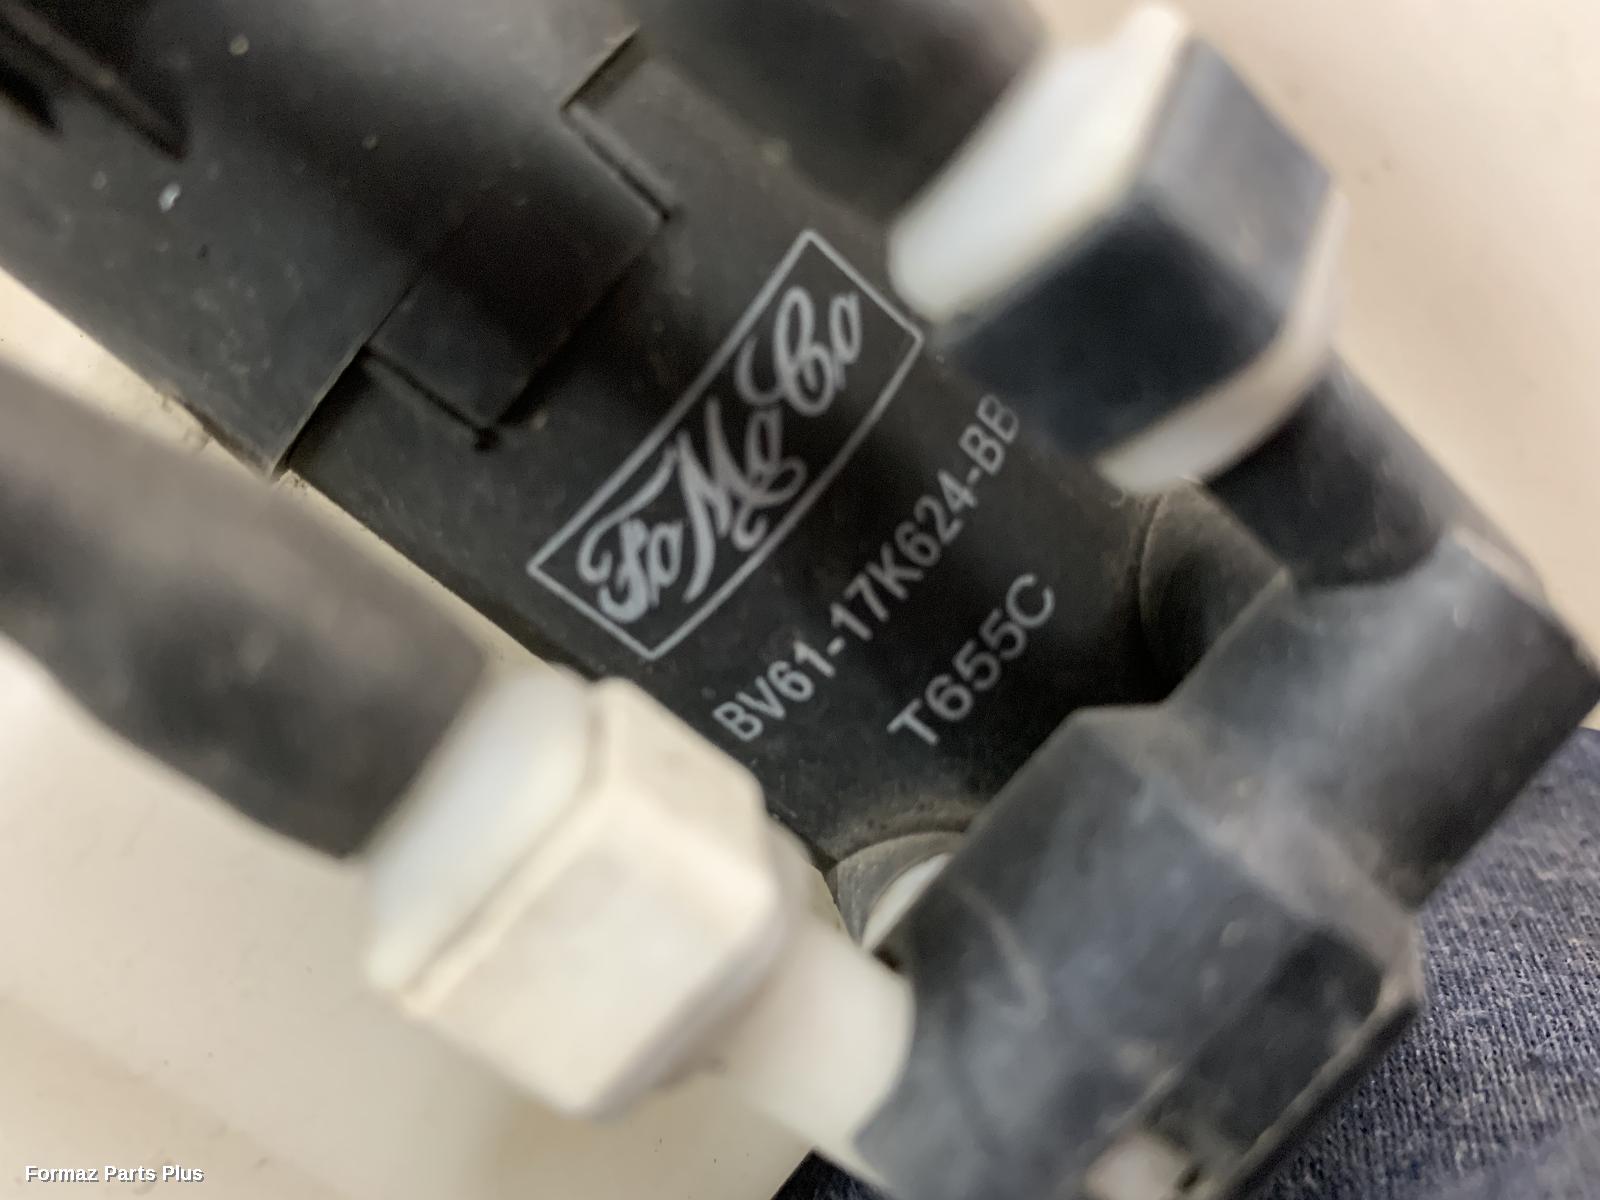 FoMoCo
BV61-17K624-BB
T655C
Formaz Parts Plus